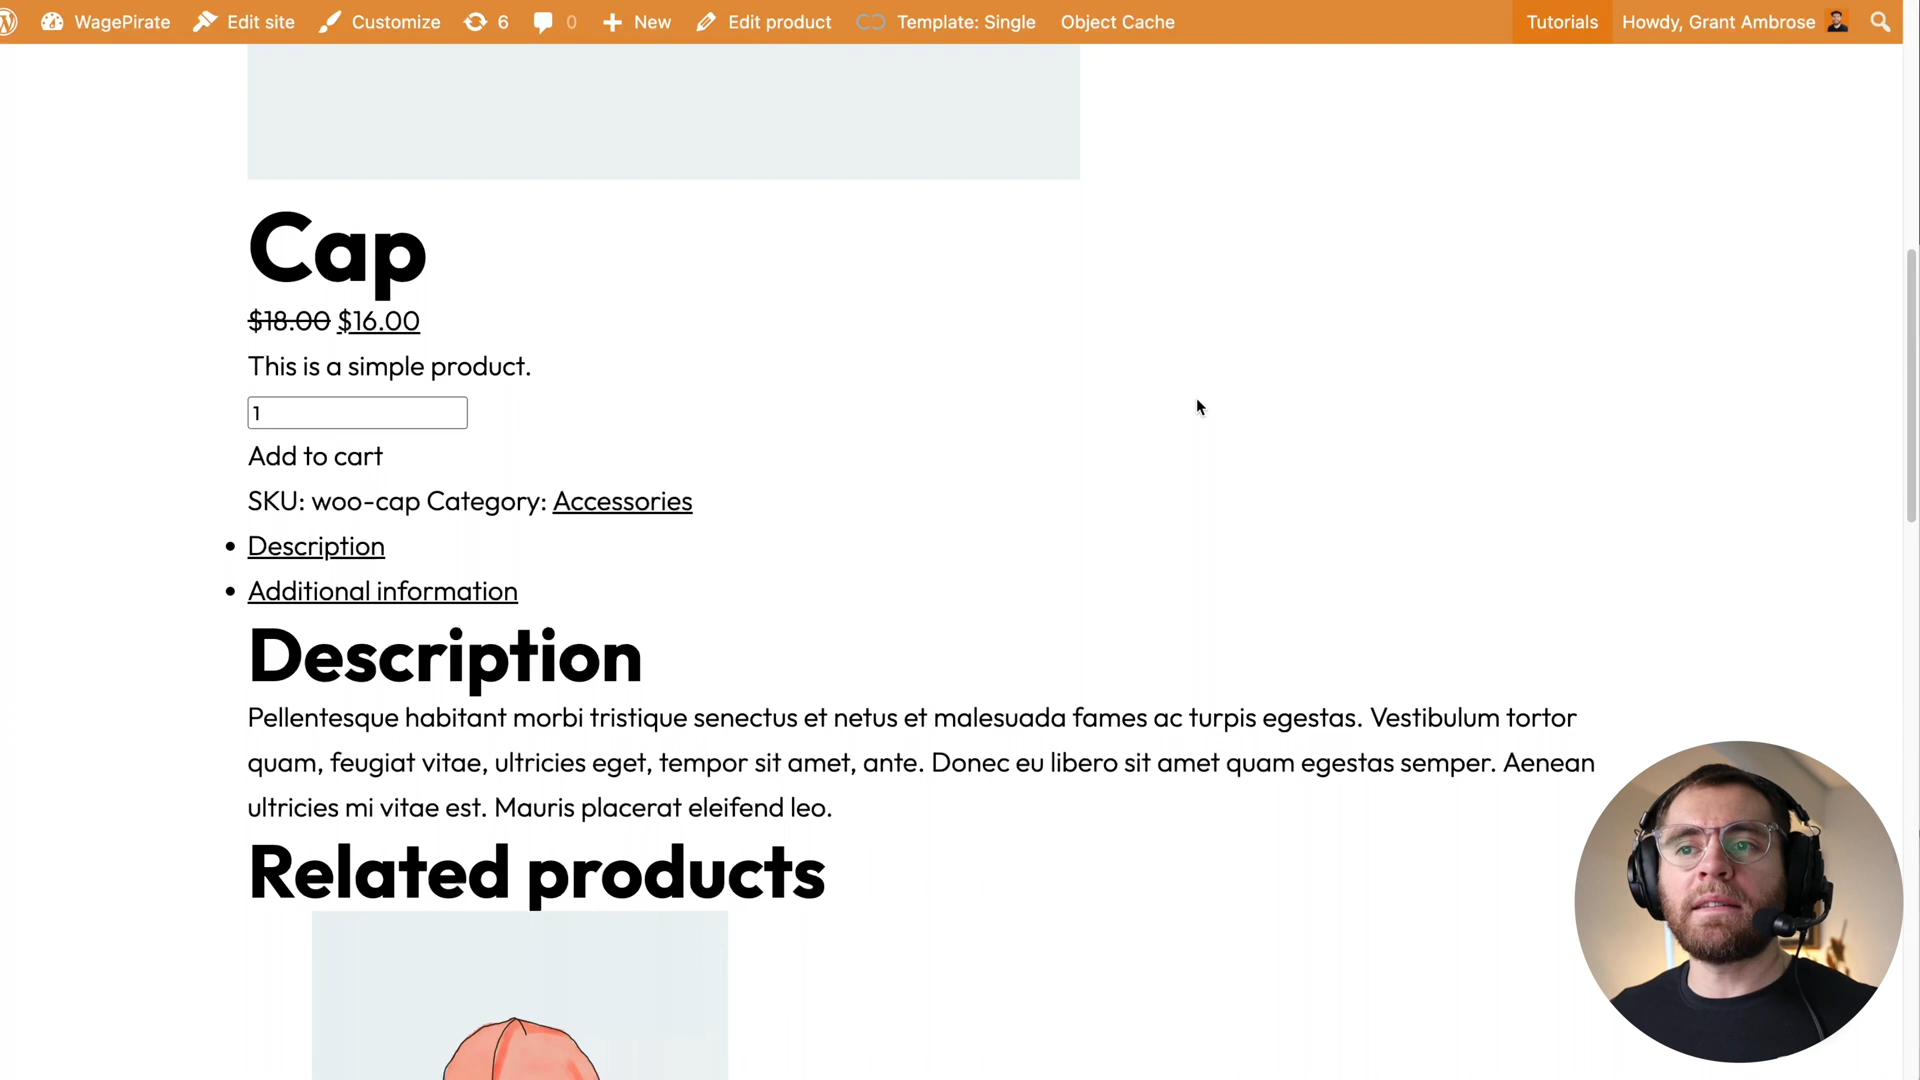 WagePirate Edit site Customize 6 0 New Edit product Template: Single Object Cache Tutorials Howdy, Grant Ambrose
Cap
$18.00 $16.00
This is a simple product.
1
Add to cart
SKU: woo-cap Category: Accessories
Description
Additional information
Description
Pellentesque habitant morbi tristique senectus et netus et malesuada fames ac turpis egestas. Vestibulum tortor
quam, feugiat vitae, ultricies eget, tempor sit amet, ante. Donec eu libero sit amet quam egestas semper. Aenean
ultricies mi vitae est. Mauris placerat eleifend leo.
Related products